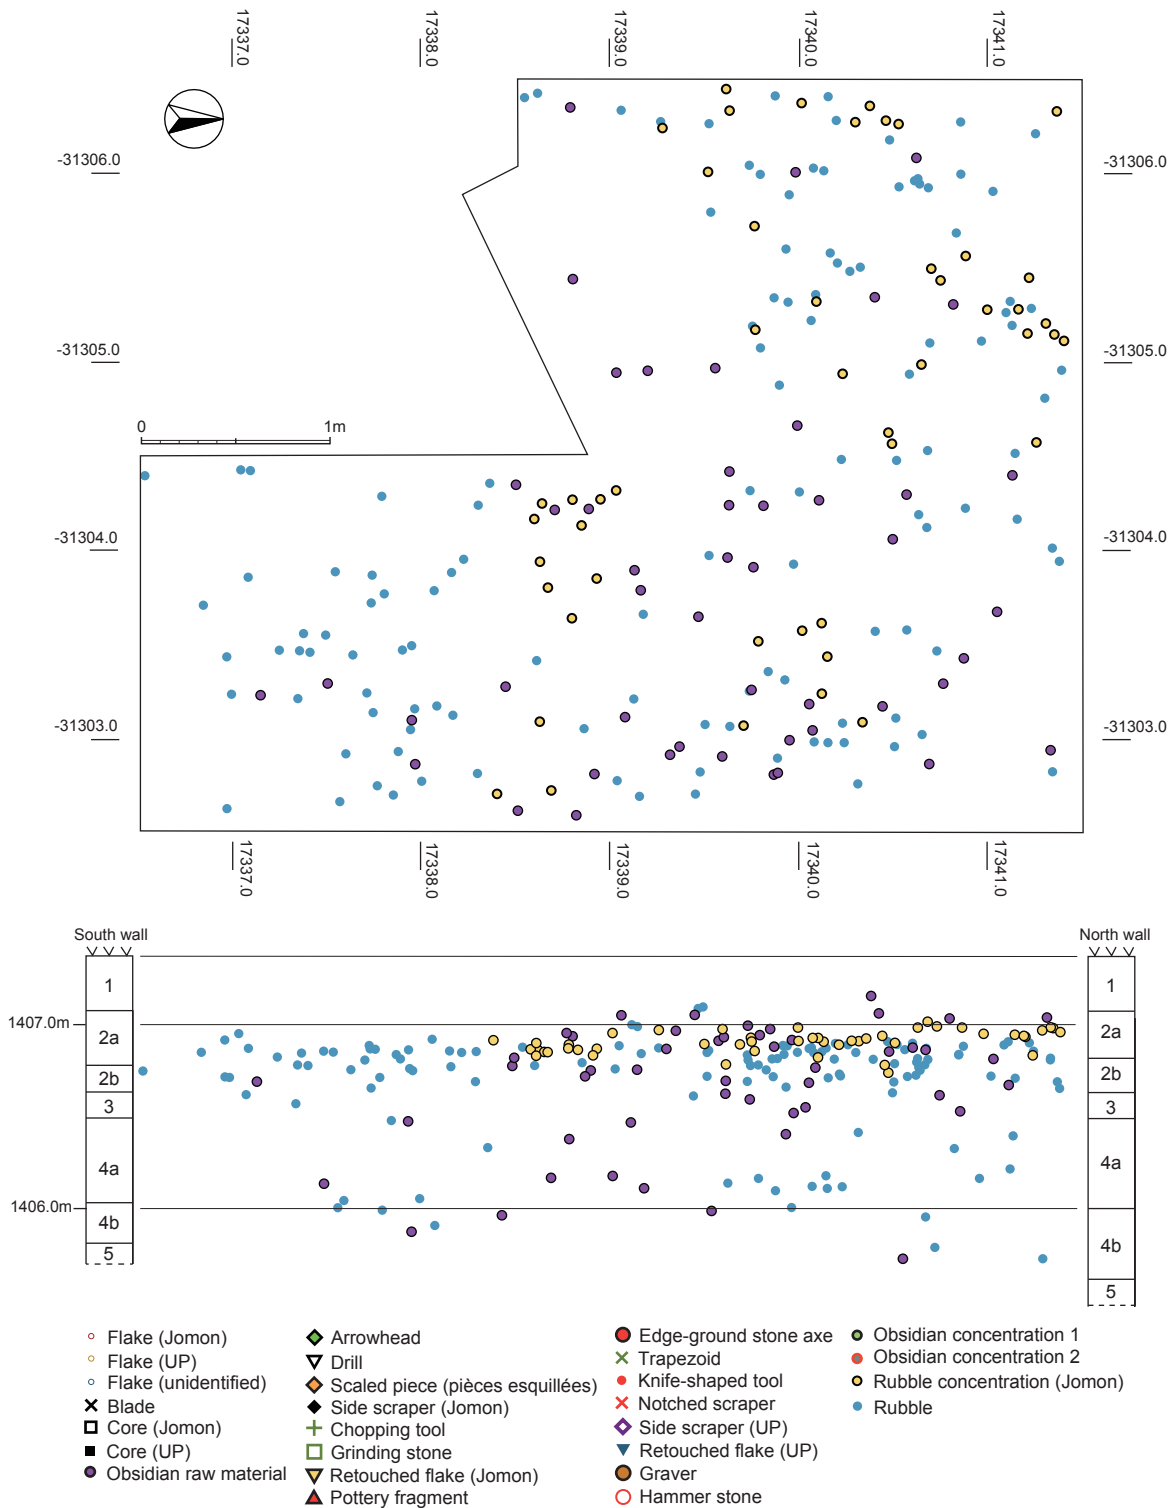 17337.0 17338.0 17339.0 17340.0 17341.0
-31306.0 -31306.0
-31305.0 -31305.0
0 1m
-31304.0 -31304.0
-31303.0 -31303.0
17337.0 17338.0 17339.0 17340.0 17341.0
South wall North wall
1 1
1407.0m
2a 2a
2b 2b
3 3
4a 4a
1406.0m
4b 4b
5 5
Flake (Jomon)
Flake (UP)
Flake (unidentified)
Blade
Core (Jomon)
Core (UP)
Obsidian raw material
Arrowhead
Drill
Scaled piece (pièces esquillées)
Side scraper (Jomon)
Chopping tool
Grinding stone
Retouched flake (Jomon)
Pottery fragment
Edge-ground stone axe
Trapezoid
Knife-shaped tool
Notched scraper
Side scraper (UP)
Retouched flake (UP)
Graver
Hammer stone
Obsidian concentration 1
Obsidian concentration 2
Rubble concentration (Jomon)
Rubble